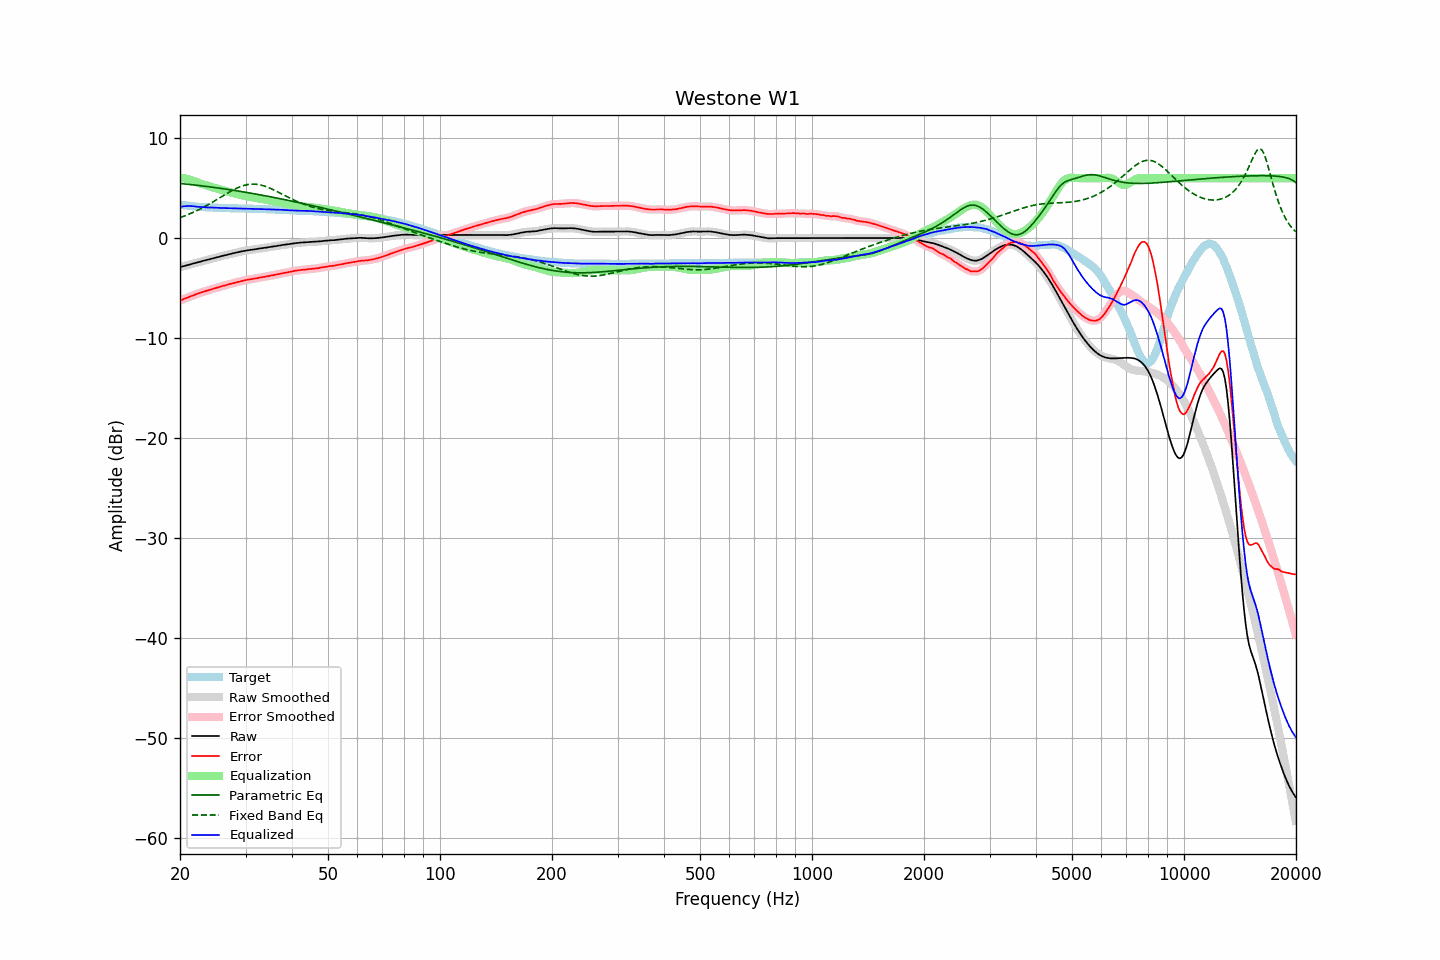 Westone W1
10
0
−10
−20
−30
−40
−50
−60
Amplitude (dBr)
Target
Raw Smoothed
Error Smoothed
Raw
Error
Equalization
Parametric Eq
Fixed Band Eq
Equalized
20 50 100 200 500 1000 2000 5000 10000 20000
Frequency (Hz)